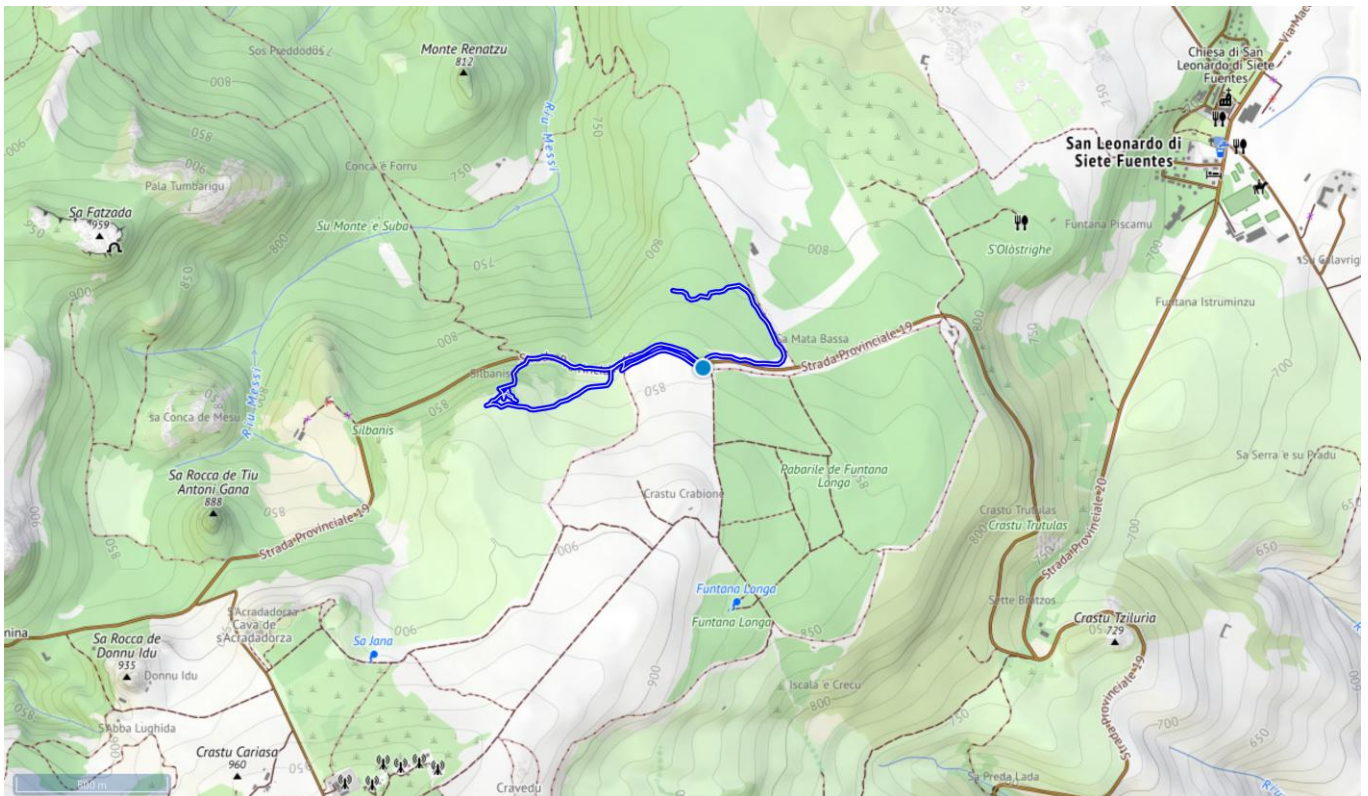 Sos Preddodos
Monte Renatzu
812
Chiesa di San
Leonardo di Siete
Fuentes
San Leonardo di
Siete Fuentes
Riu Messi
Conca 'e Forru
Pala Tumbarigu
Sa Fatzada
959
Su Monte 'e Suba
S'Olòstrighe
Funtana Piscamu
Funtana Istruminzu
Sa Mata Bassa
Strada Provinciale 19
Silbanis
sa Conca de Mesu
Riu Messi
Silbanis
Sa Rocca de Tiu
Antoni Gana
888
Strada Provinciale 19
Crastu Crabione
Pabarile de Funtana
Longa
Sa Serra 'e su Pradu
Crastu Trutulas
Crastu Trutulas
Strada Provinciale 20
Funtana Longa
Funtana Longa
Sette Bratzos
Crastu Tziluria
729
S'Acradadorza
Cava de
s'Acradadorza
Sa Rocca de
Donnu Idu
935
Donnu Idu
Sa Jana
Iscala 'e Crecu
S'Abba Lughida
Crastu Cariasa
960
Sa Preda Lada
Cravedu
Strada Provinciale 19
750
800
850
900